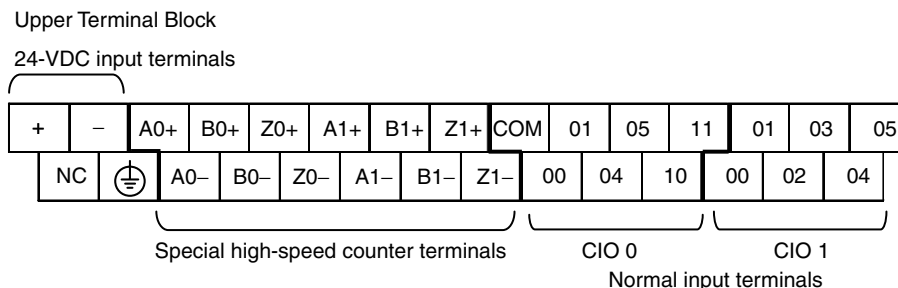 Upper Terminal Block
24-VDC input terminals
+ – A0+ B0+ Z0+ A1+ B1+ Z1+ COM 01 05 11 01 03 05
NC A0– B0– Z0– A1– B1– Z1– 00 04 10 00 02 04
Special high-speed counter terminals CIO 0 CIO 1
Normal input terminals